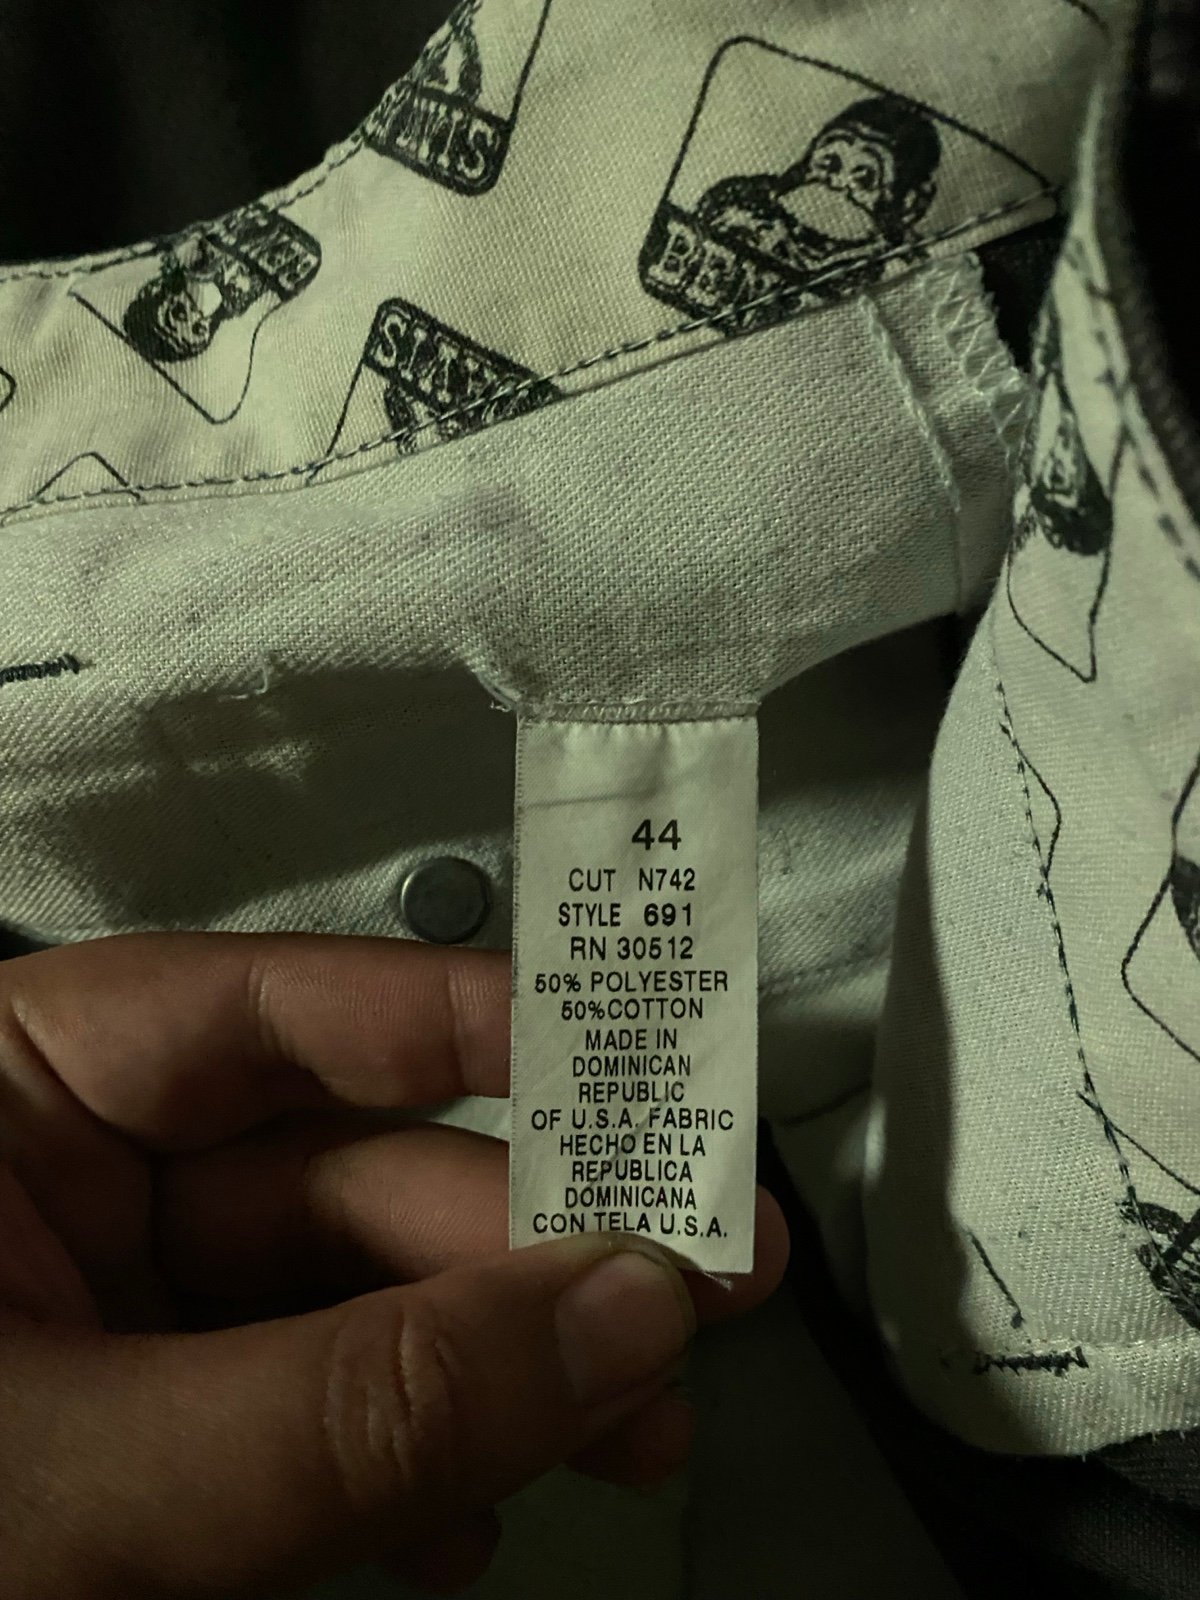 BEN
44
CUT N742
STYLE 691
RN 30512
50% POLYESTER
50%COTTON
MADE IN
DOMINICAN
REPUBLIC
OF U.S.A. FABRIC
HECHO EN LA
REPUBLICA
DOMINICANA
CON TELA U.S.A.